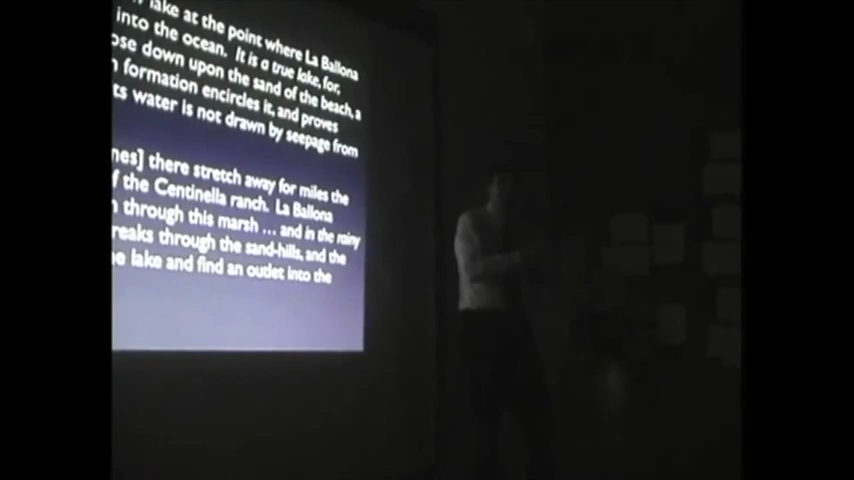 lake at the point where La Ballona
into the ocean. It is a true lake, for,
ose down upon the sand of the beach, a
formation encircles it, and proves
ts water is not drawn by seepage from
nes] there stretch away for miles the
f the Centinella ranch. La Ballona
through this marsh ... and in the rainy
reaks through the sand-hills, and the
e lake and find an outlet into the